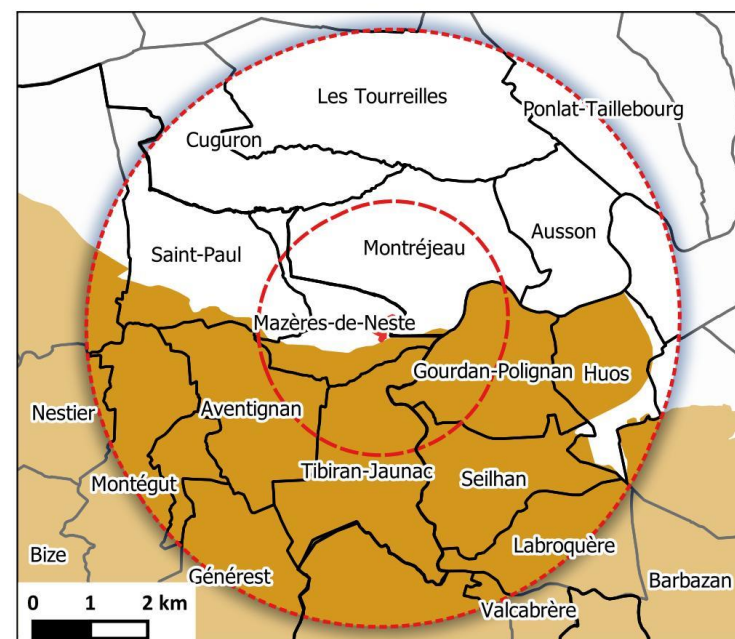 Les Tourreilles
Ponlat-Taillebourg
Cuguron
Ausson
Montréjeau
Saint-Paul
Mazères-de-Neste
Gourdan-Polignan
Huos
Nestier
Aventignan
Tibiran-Jaunac
Seilhan
Montégut
Labroquère
Bize
Générest
Barbazan
Valcabrère
0 1 2 km